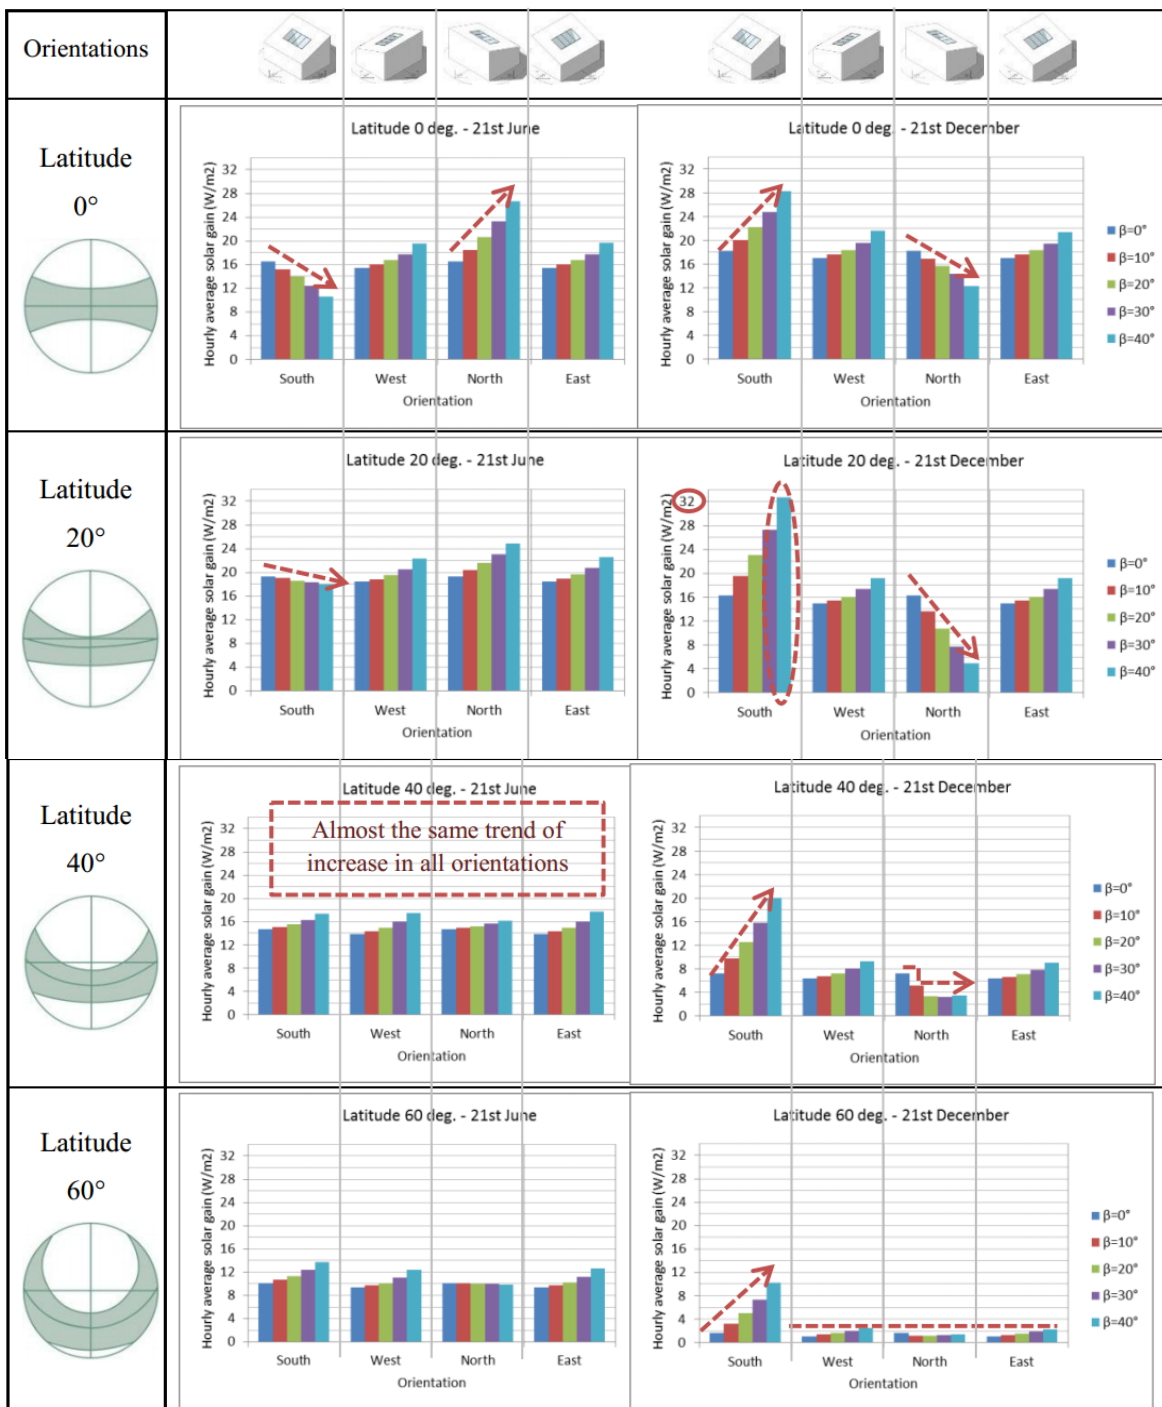 Orientations
Latitude
0°
Latitude 0 deg. - 21st June
Hourly average solar gain (W/m2)
32
28
24
20
16
12
8
4
0
South West North East
Orientation
Latitude 0 deg. - 21st December
Hourly average solar gain (W/m2)
32
28
24
20
16
12
8
4
0
South West North East
Orientation
β=0°
β=10°
β=20°
β=30°
β=40°
Latitude
20°
Latitude 20 deg. - 21st June
Hourly average solar gain (W/m2)
32
28
24
20
16
12
8
4
0
South West North East
Orientation
Latitude 20 deg. - 21st December
Hourly average solar gain (W/m2)
32
28
24
20
16
12
8
4
0
South West North East
Orientation
β=0°
β=10°
β=20°
β=30°
β=40°
Latitude
40°
Latitude 40 deg. - 21st June
Almost the same trend of
increase in all orientations
Hourly average solar gain (W/m2)
32
28
24
20
16
12
8
4
0
South West North East
Orientation
Latitude 40 deg. - 21st December
Hourly average solar gain (W/m2)
32
28
24
20
16
12
8
4
0
South West North East
Orientation
β=0°
β=10°
β=20°
β=30°
β=40°
Latitude
60°
Latitude 60 deg. - 21st June
Hourly average solar gain (W/m2)
32
28
24
20
16
12
8
4
0
South West North East
Orientation
Latitude 60 deg. - 21st December
Hourly average solar gain (W/m2)
32
28
24
20
16
12
8
4
0
South West North East
Orientation
β=0°
β=10°
β=20°
β=30°
β=40°